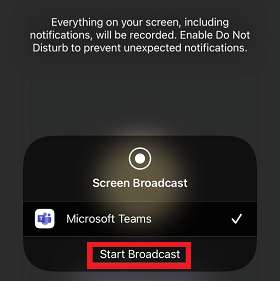 Everything on your screen, including
notifications, will be recorded. Enable Do Not
Disturb to prevent unexpected notifications.
Screen Broadcast
Microsoft Teams
Start Broadcast